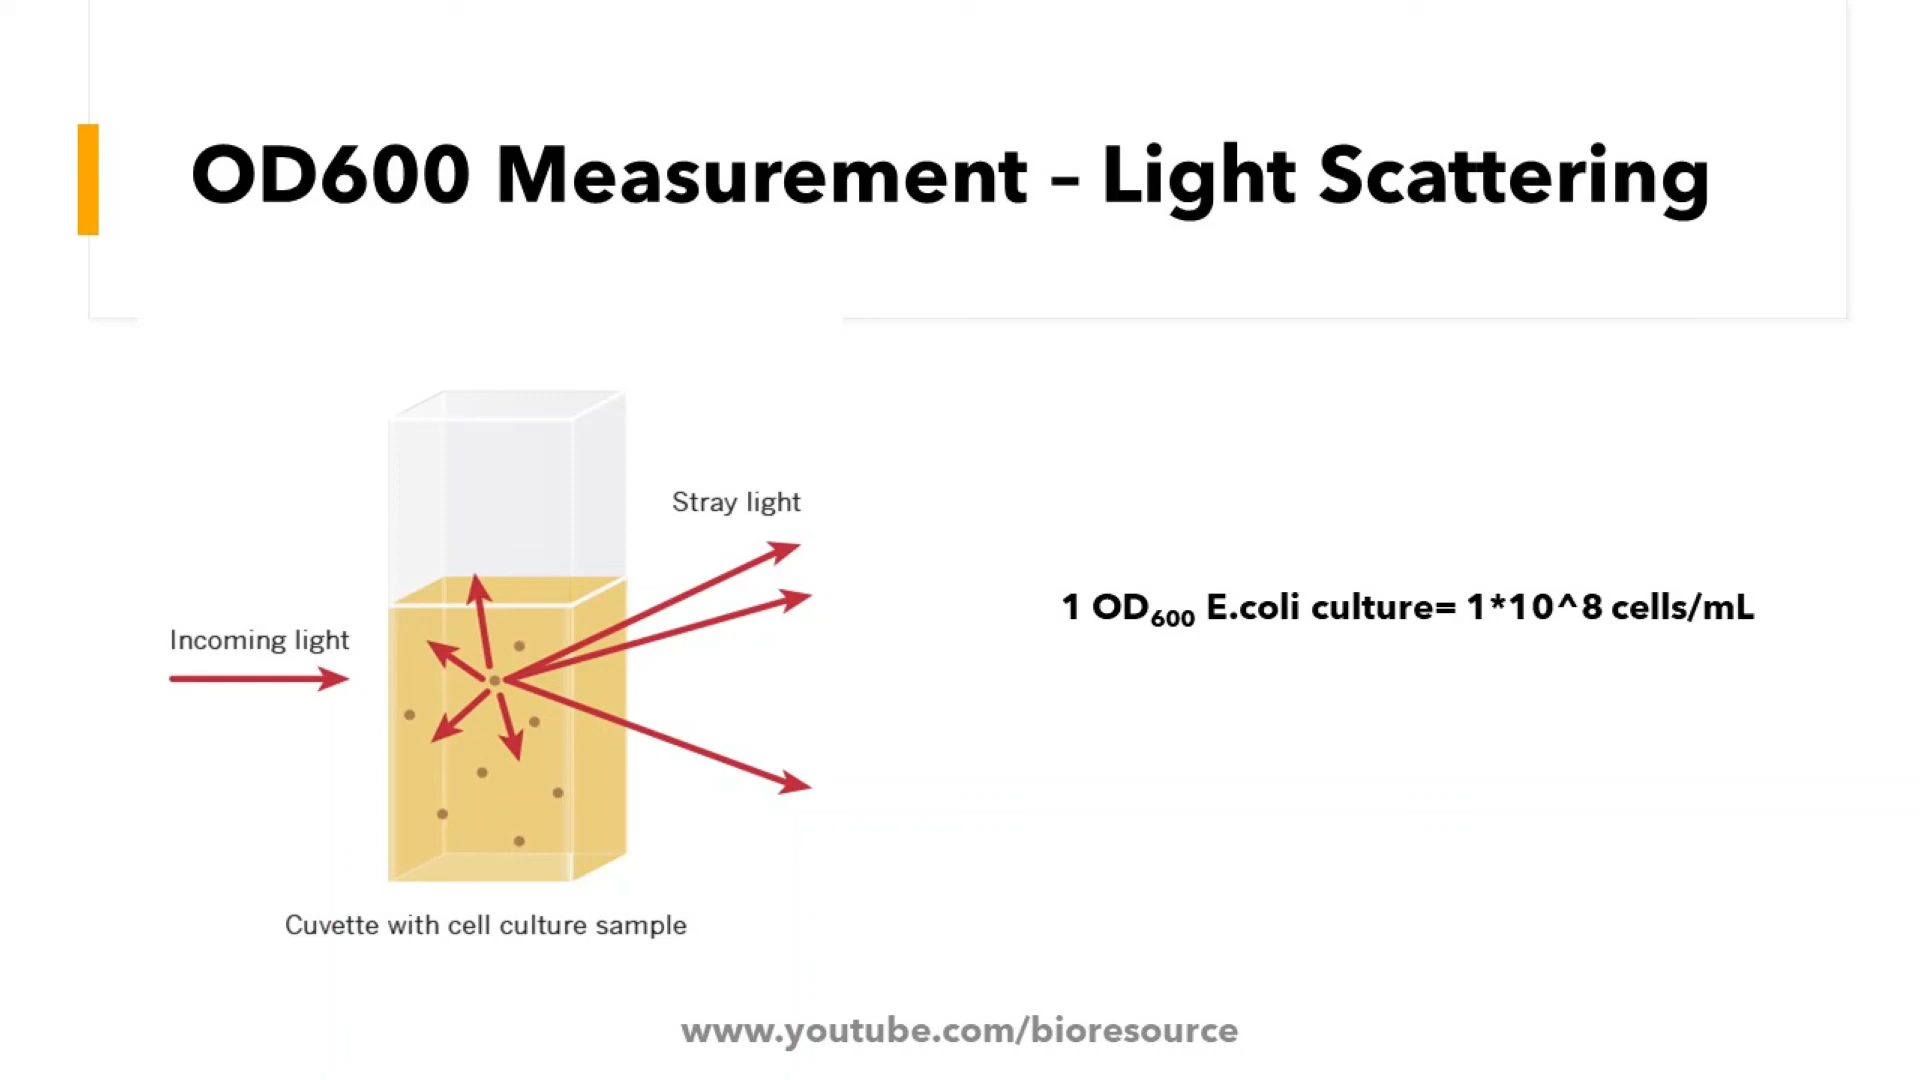 OD600 Measurement – Light Scattering
Stray light
Incoming light
1 OD₆₀₀ E.coli culture= 1*10^8 cells/mL
Cuvette with cell culture sample
www.youtube.com/bioresource